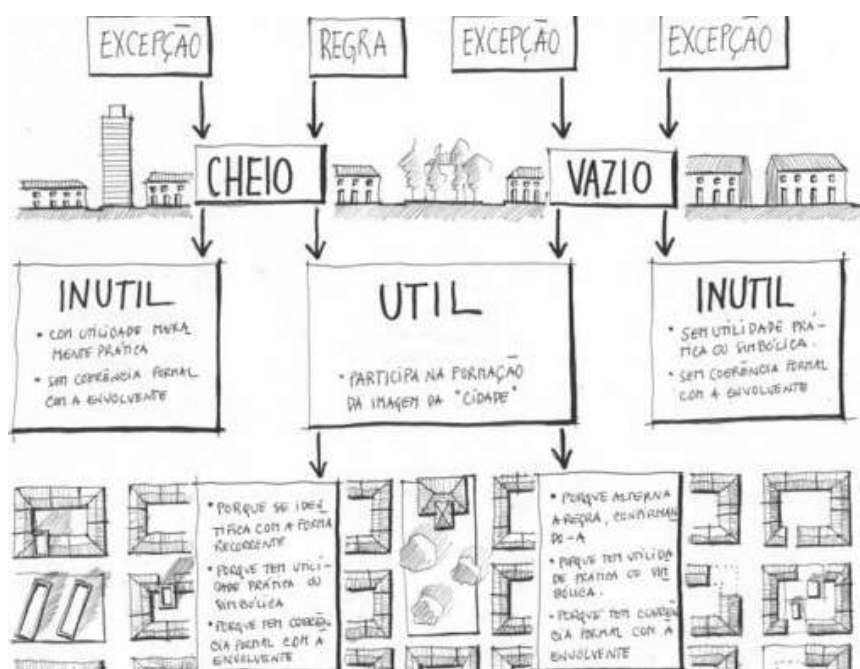 EXCEPÇÃO
REGRA
EXCEPÇÃO
EXCEPÇÃO
CHEIO
VAZIO
INUTIL
• COM UTILIDADE MERA
MENTE PRÁTICA
• SEM COERÊNCIA FORMAL
COM A ENVOLVENTE
UTIL
• PARTICIPA NA FORMAÇÃO
DA IMAGEM DA "CIDADE"
INUTIL
• SEM UTILIDADE PRÁ-
TICA OU SIMBÓLICA.
• SEM COERÊNCIA FORMAL
COM A ENVOLVENTE
• PORQUE SE IDEN
TIFICA COM A FORMA
RECORRENTE
• PORQUE TEM UTILI-
DADE PRÁTICA OU
SIMBÓLICA
• PORQUE TEM COERÊN
CIA FORMAL COM A
ENVOLVENTE
• PORQUE ALTERNA
A REGRA, CONFIRMAN
DO-A
• PORQUE TEM UTILIDA
DE PRÁTICA OU SIM
BÓLICA.
• PORQUE TEM COERÊN
CIA FORMAL COM A
ENVOLVENTE